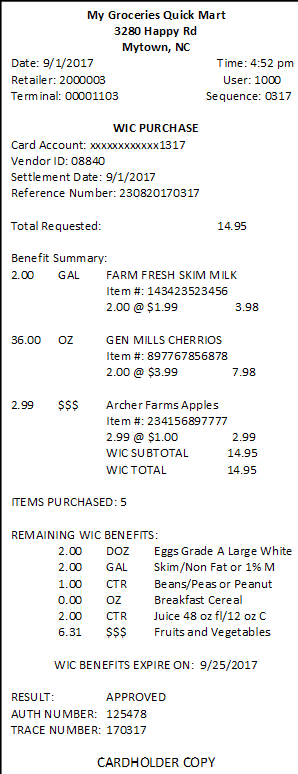 My Groceries Quick Mart
3280 Happy Rd
Mytown, NC
Date: 9/1/2017 Time: 4:52 pm
Retailer: 2000003 User: 1000
Terminal: 00001103 Sequence: 0317
WIC PURCHASE
Card Account: xxxxxxxxxxxx1317
Vendor ID: 08840
Settlement Date: 9/1/2017
Reference Number: 230820170317
Total Requested: 14.95
Benefit Summary:
2.00 GAL FARM FRESH SKIM MILK
Item #: 143423523456
2.00 @ $1.99 3.98
36.00 OZ GEN MILLS CHERRIOS
Item #: 897767856878
2.00 @ $3.99 7.98
2.99 $$$ Archer Farms Apples
Item #: 234156897777
2.99 @ $1.00 2.99
WIC SUBTOTAL 14.95
WIC TOTAL 14.95
ITEMS PURCHASED: 5
REMAINING WIC BENEFITS:
2.00 DOZ Eggs Grade A Large White
2.00 GAL Skim/Non Fat or 1% M
1.00 CTR Beans/Peas or Peanut
0.00 OZ Breakfast Cereal
2.00 CTR Juice 48 oz fl/12 oz C
6.31 $$$ Fruits and Vegetables
WIC BENEFITS EXPIRE ON: 9/25/2017
RESULT: APPROVED
AUTH NUMBER: 125478
TRACE NUMBER: 170317
CARDHOLDER COPY